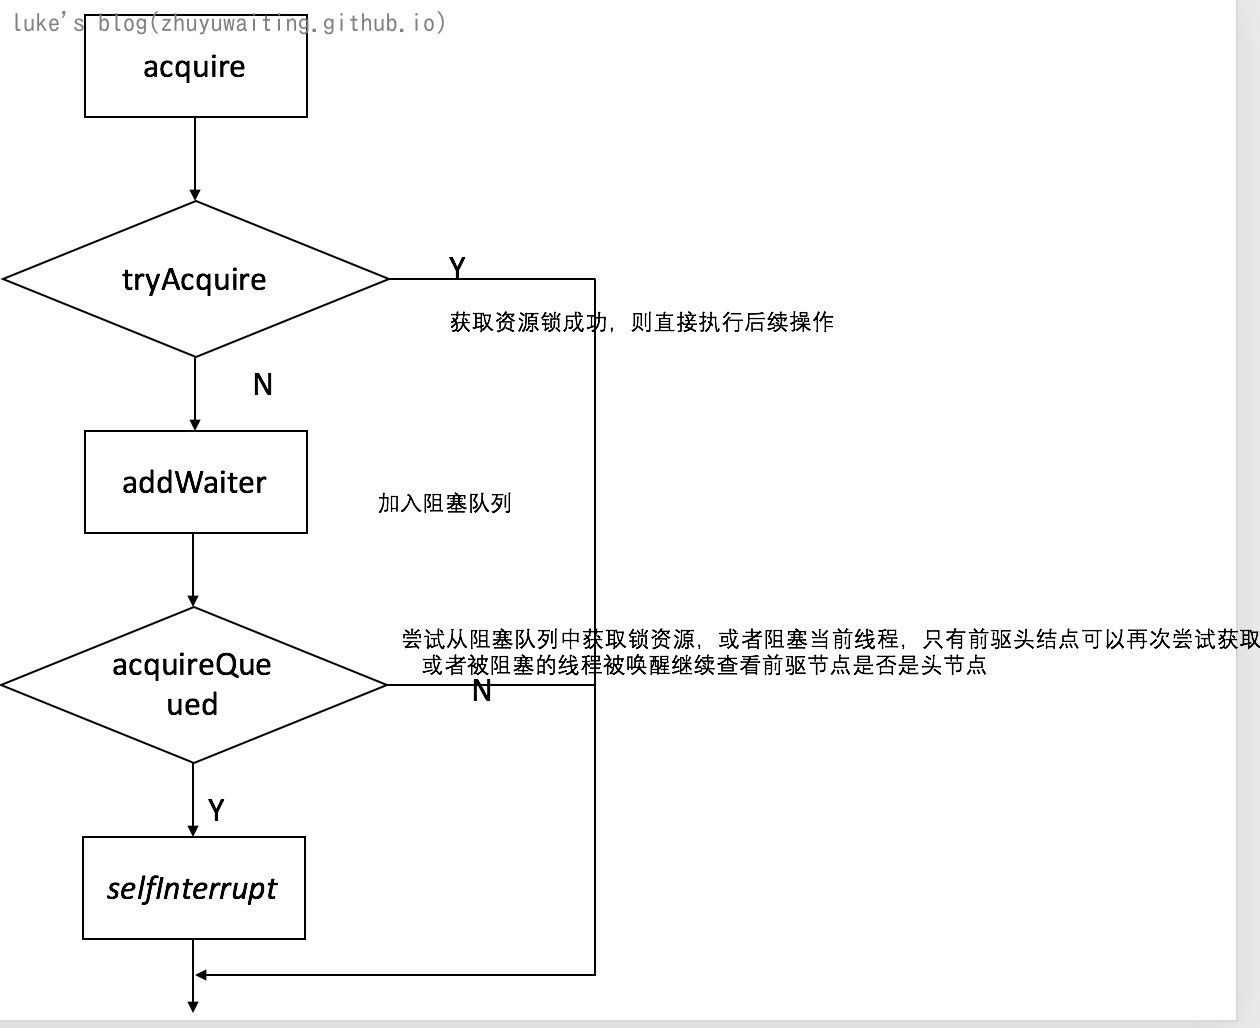 luke's blog(zhuyuwaiting.github.io)
acquire
tryAcquire
Y
获取资源锁成功，则直接执行后续操作
N
addWaiter
加入阻塞队列
尝试从阻塞队列中获取锁资源，或者阻塞当前线程，只有前驱头结点可以再次尝试获取
或者被阻塞的线程被唤醒继续查看前驱节点是否是头节点
acquireQue
ued
N
Y
selfInterrupt